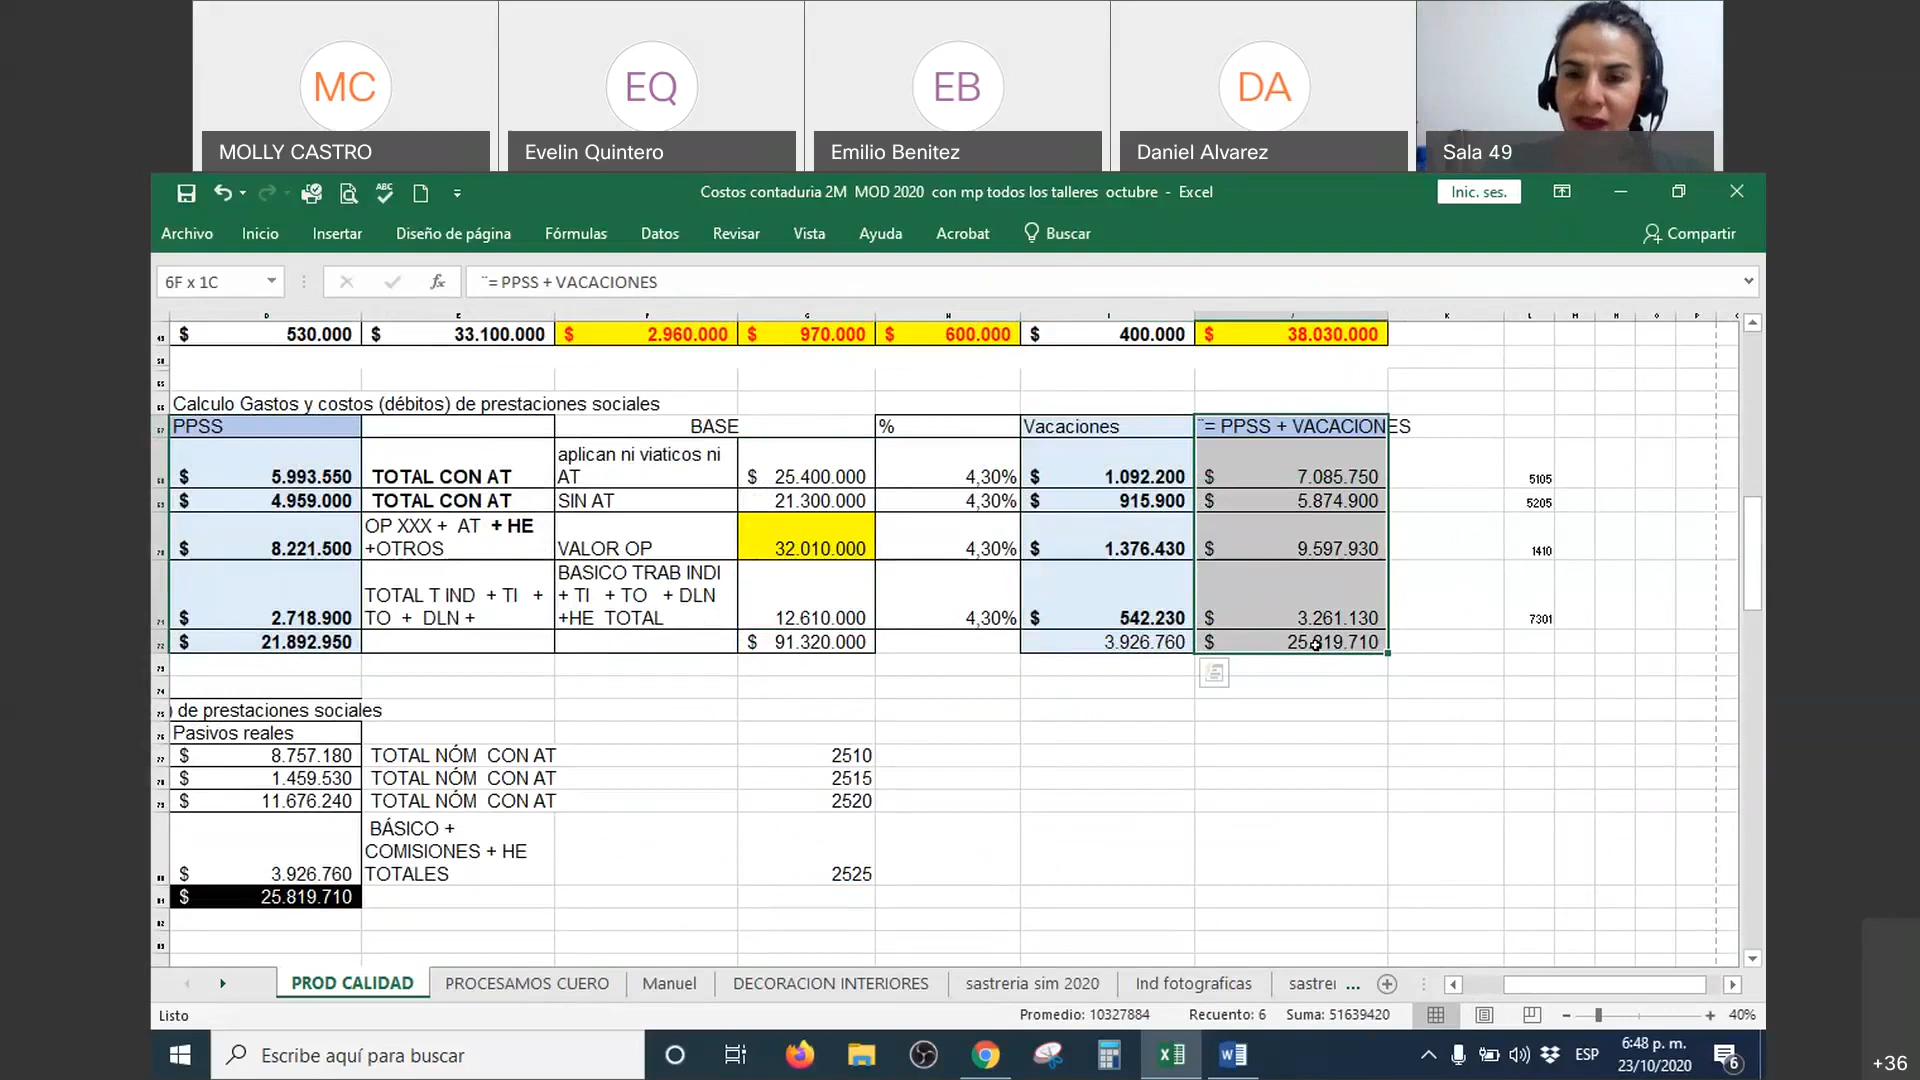 MC
EQ
EB
DA
MOLLY CASTRO
Evelin Quintero
Emilio Benitez
Daniel Alvarez
Sala 49
Costos contaduria 2M MOD 2020 con mp todos los talleres octubre - Excel
Inic. ses.
Archivo Inicio Insertar Diseño de página Fórmulas Datos Revisar Vista Ayuda Acrobat Buscar Compartir
6F x 1C
fx
¨= PPSS + VACACIONES
$ 530.000 $ 33.100.000 $ 2.960.000 $ 970.000 $ 600.000 $ 400.000 $ 38.030.000
Calculo Gastos y costos (débitos) de prestaciones sociales
PPSS BASE % Vacaciones ¨= PPSS + VACACIONES
aplican ni viaticos ni
$ 5.993.550 TOTAL CON AT AT $ 25.400.000 4,30% $ 1.092.200 $ 7.085.750 5105
$ 4.959.000 TOTAL CON AT SIN AT 21.300.000 4,30% $ 915.900 $ 5.874.900 5205
OP XXX + AT + HE
$ 8.221.500 +OTROS VALOR OP 32.010.000 4,30% $ 1.376.430 $ 9.597.930 1410
BASICO TRAB INDI
TOTAL T IND + TI + + TI + TO + DLN
$ 2.718.900 TO + DLN + +HE TOTAL 12.610.000 4,30% $ 542.230 $ 3.261.130 7301
$ 21.892.950 $ 91.320.000 3.926.760 $ 25.819.710
) de prestaciones sociales
Pasivos reales
$ 8.757.180 TOTAL NÓM CON AT 2510
$ 1.459.530 TOTAL NÓM CON AT 2515
$ 11.676.240 TOTAL NÓM CON AT 2520
BÁSICO +
COMISIONES + HE
$ 3.926.760 TOTALES 2525
$ 25.819.710
PROD CALIDAD PROCESAMOS CUERO Manuel DECORACION INTERIORES sastreria sim 2020 Ind fotograficas sastrei ...
Listo Promedio: 10327884 Recuento: 6 Suma: 51639420 40%
Escribe aquí para buscar
ESP
6:48 p. m.
23/10/2020
6
+36